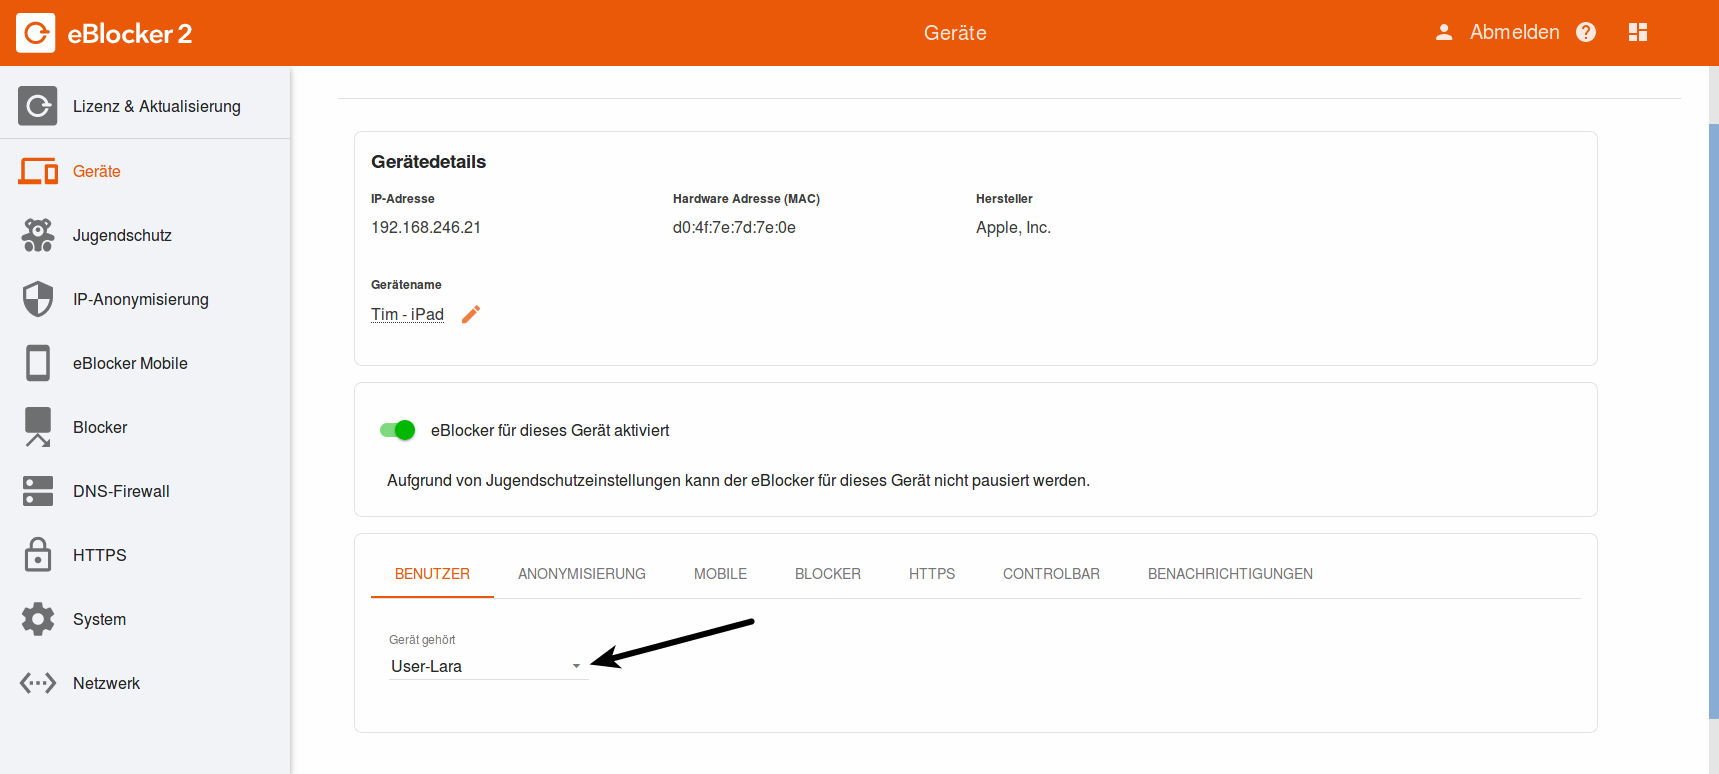 eBlocker 2
Geräte
Abmelden
Lizenz & Aktualisierung
Geräte
Jugendschutz
IP-Anonymisierung
eBlocker Mobile
Blocker
DNS-Firewall
HTTPS
System
Netzwerk
Gerätedetails
IP-Adresse Hardware Adresse (MAC) Hersteller
192.168.246.21 d0:4f:7e:7d:7e:0e Apple, Inc.
Gerätename
Tim - iPad
eBlocker für dieses Gerät aktiviert
Aufgrund von Jugendschutzeinstellungen kann der eBlocker für dieses Gerät nicht pausiert werden.
BENUTZER ANONYMISIERUNG MOBILE BLOCKER HTTPS CONTROLBAR BENACHRICHTIGUNGEN
Gerät gehört
User-Lara